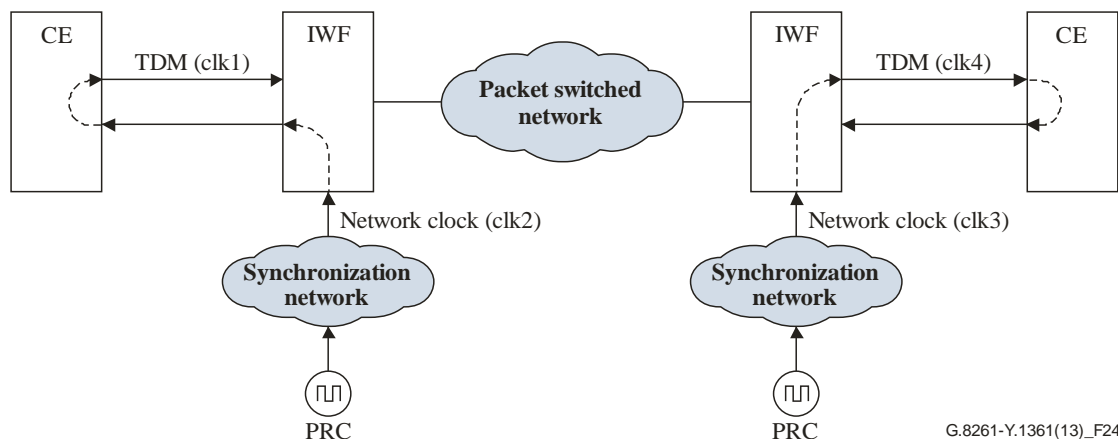 CE
IWF
IWF
CE
TDM (clk1)
TDM (clk4)
Packet switched
network
Network clock (clk2)
Network clock (clk3)
Synchronization
network
Synchronization
network
PRC
PRC
G.8261-Y.1361(13)_F24